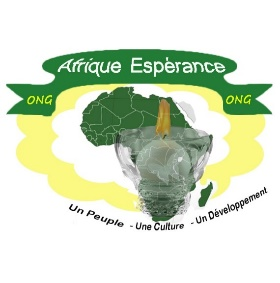 Afrique Espérance
ONG
ONG
Un Peuple - Une Culture - Un Développement